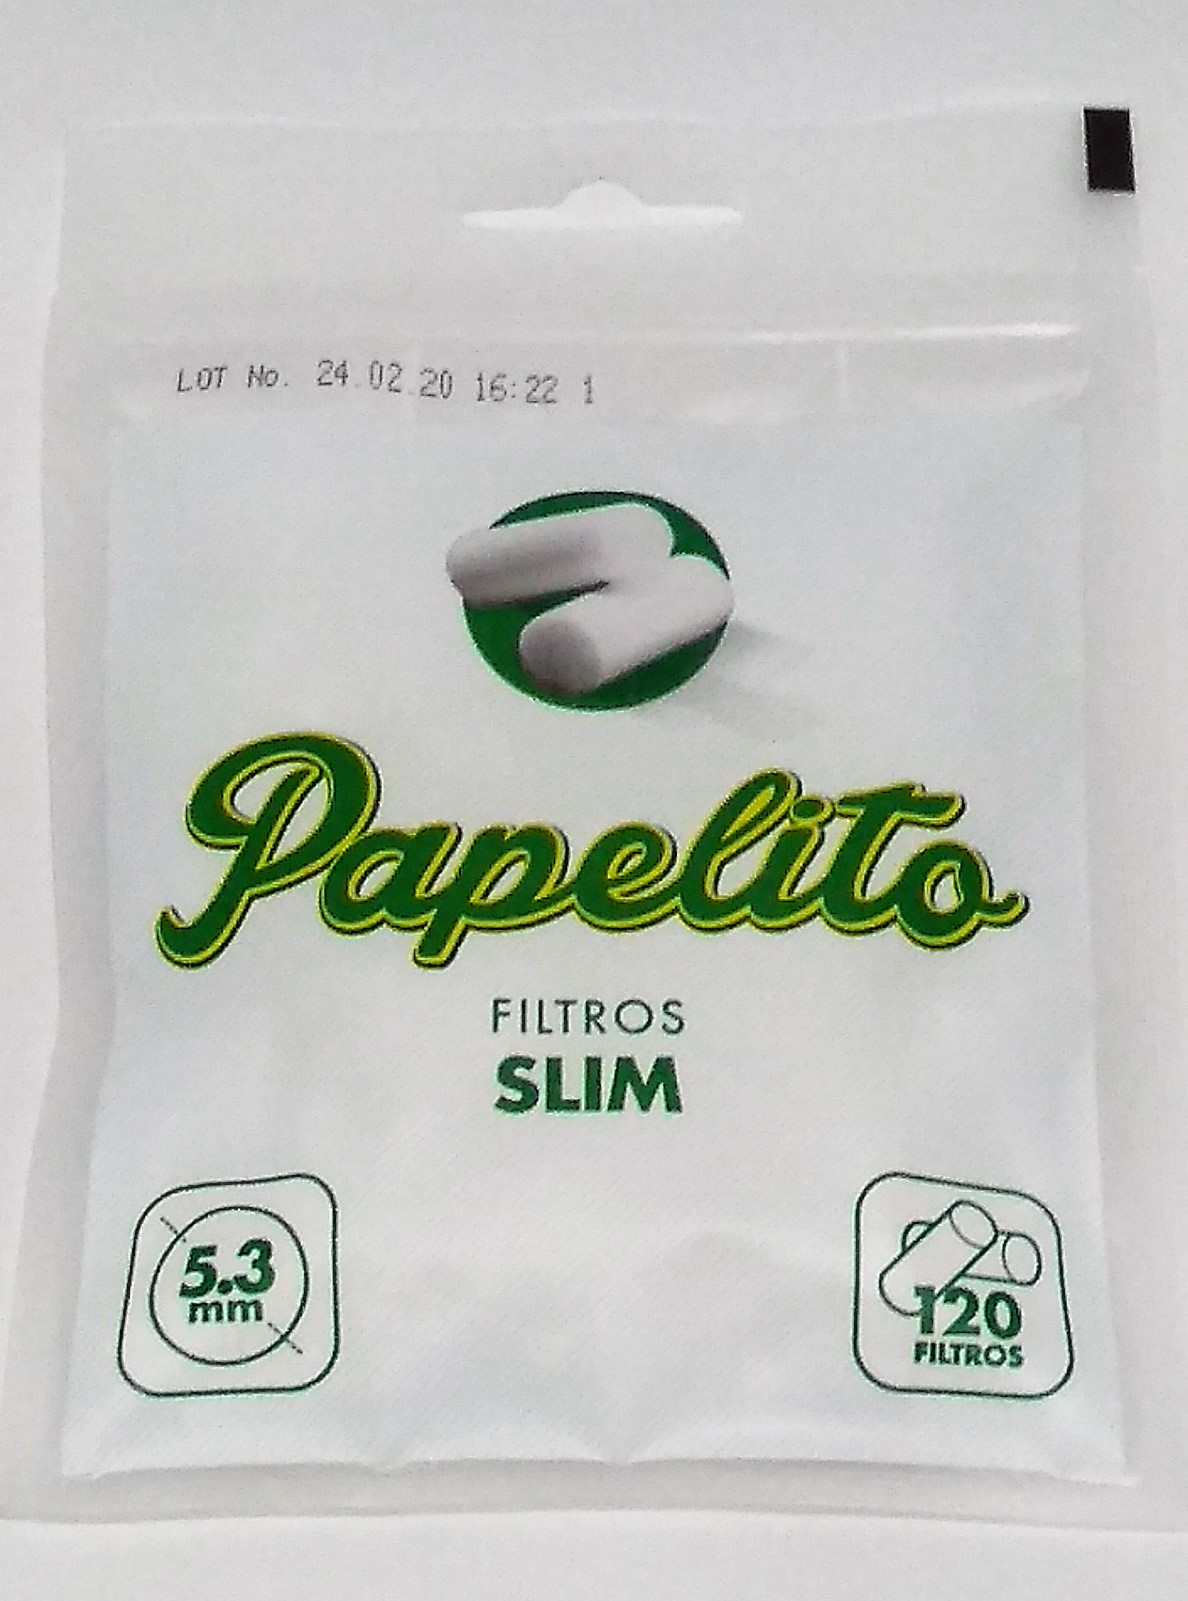 LOT No. 24.02.20 16:22 1
Papelito
FILTROS
SLIM
5.3
mm
120
FILTROS